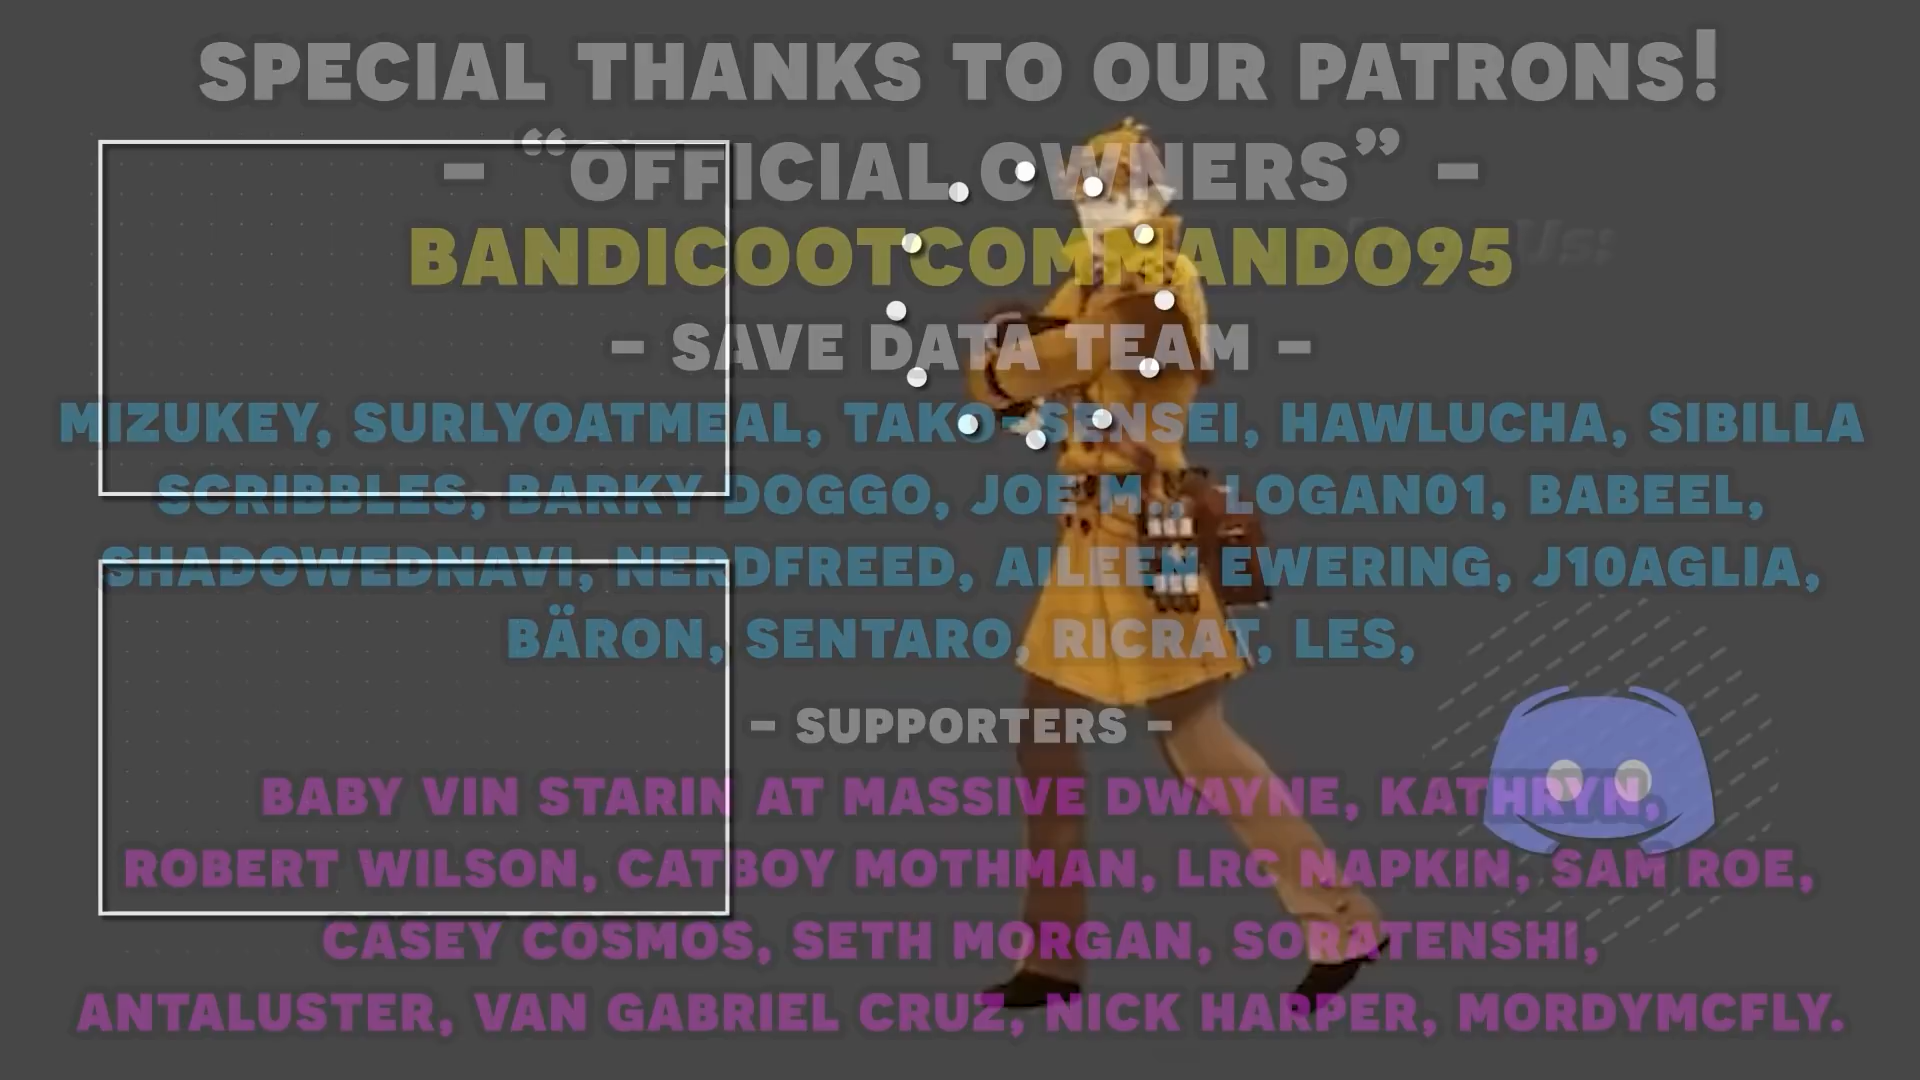 SPECIAL THANKS TO OUR PATRONS!
- “OFFICIAL OWNERS” -
BANDICOOTCOMMANDO95
Us:
- SAVE DATA TEAM -
MIZUKEY, SURLYOATMEAL, TAKO-SENSEI, HAWLUCHA, SIBILLA
SCRIBBLES, BARKY DOGGO, JOE M., LOGAN01, BABEEL,
SHADOWEDNAVI, NERDFREED, AILEEN EWERING, J10AGLIA,
BÄRON, SENTARO, RICRAT, LES,
- SUPPORTERS -
BABY VIN STARIN AT MASSIVE DWAYNE, KATHRYN,
ROBERT WILSON, CATBOY MOTHMAN, LRC NAPKIN, SAM ROE,
CASEY COSMOS, SETH MORGAN, SORATENSHI,
ANTALUSTER, VAN GABRIEL CRUZ, NICK HARPER, MORDYMCFLY.